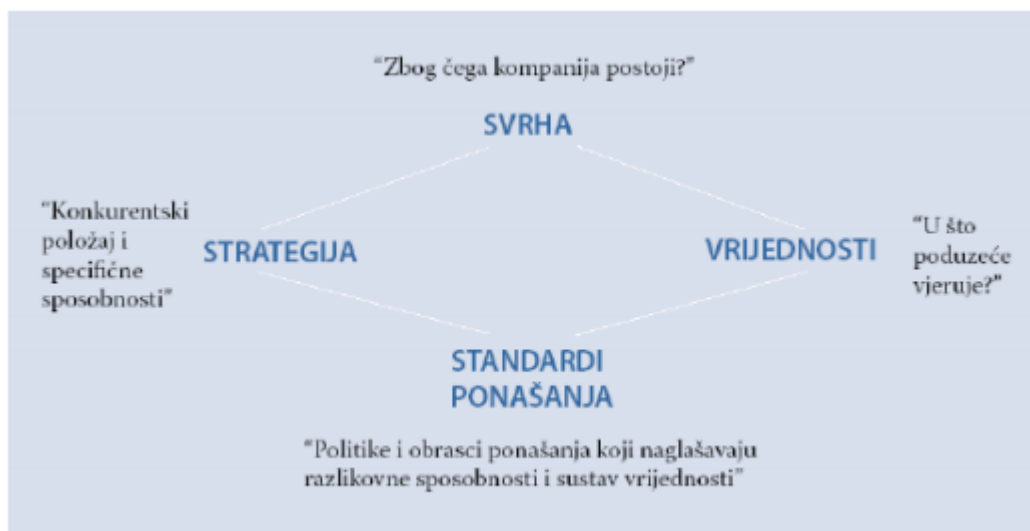 “Zbog čega kompanija postoji?”
SVRHA
“Konkurentski
položaj i
specifične
sposobnosti”
STRATEGIJA
VRIJEDNOSTI
“U što
poduzeće
vjeruje?”
STANDARDI
PONAŠANJA
“Politike i obrasci ponašanja koji naglašavaju
razlikovne sposobnosti i sustav vrijednosti”